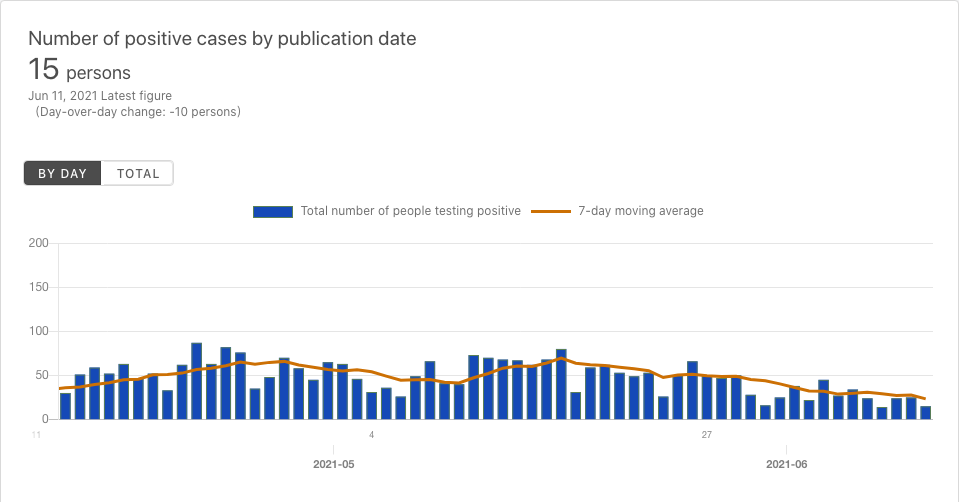 Number of positive cases by publication date
15 persons
Jun 11, 2021 Latest figure
(Day-over-day change: -10 persons)
BY DAY TOTAL
Total number of people testing positive 7-day moving average
200
150
100
50
0
11 4 27
2021-05 2021-06